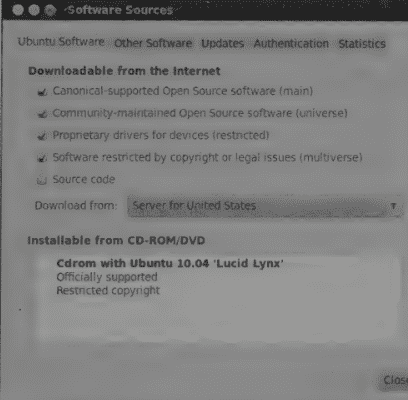 Software Sources
Ubuntu Software Other Software Updates Authentication Statistics
Downloadable from the Internet
Canonical-supported Open Source software (main)
Community-maintained Open Source software (universe)
Proprietary drivers for devices (restricted)
Software restricted by copyright or legal issues (multiverse)
Source code
Download from: Server for United States
Installable from CD-ROM/DVD
Cdrom with Ubuntu 10.04 'Lucid Lynx'
Officially supported
Restricted copyright
Close